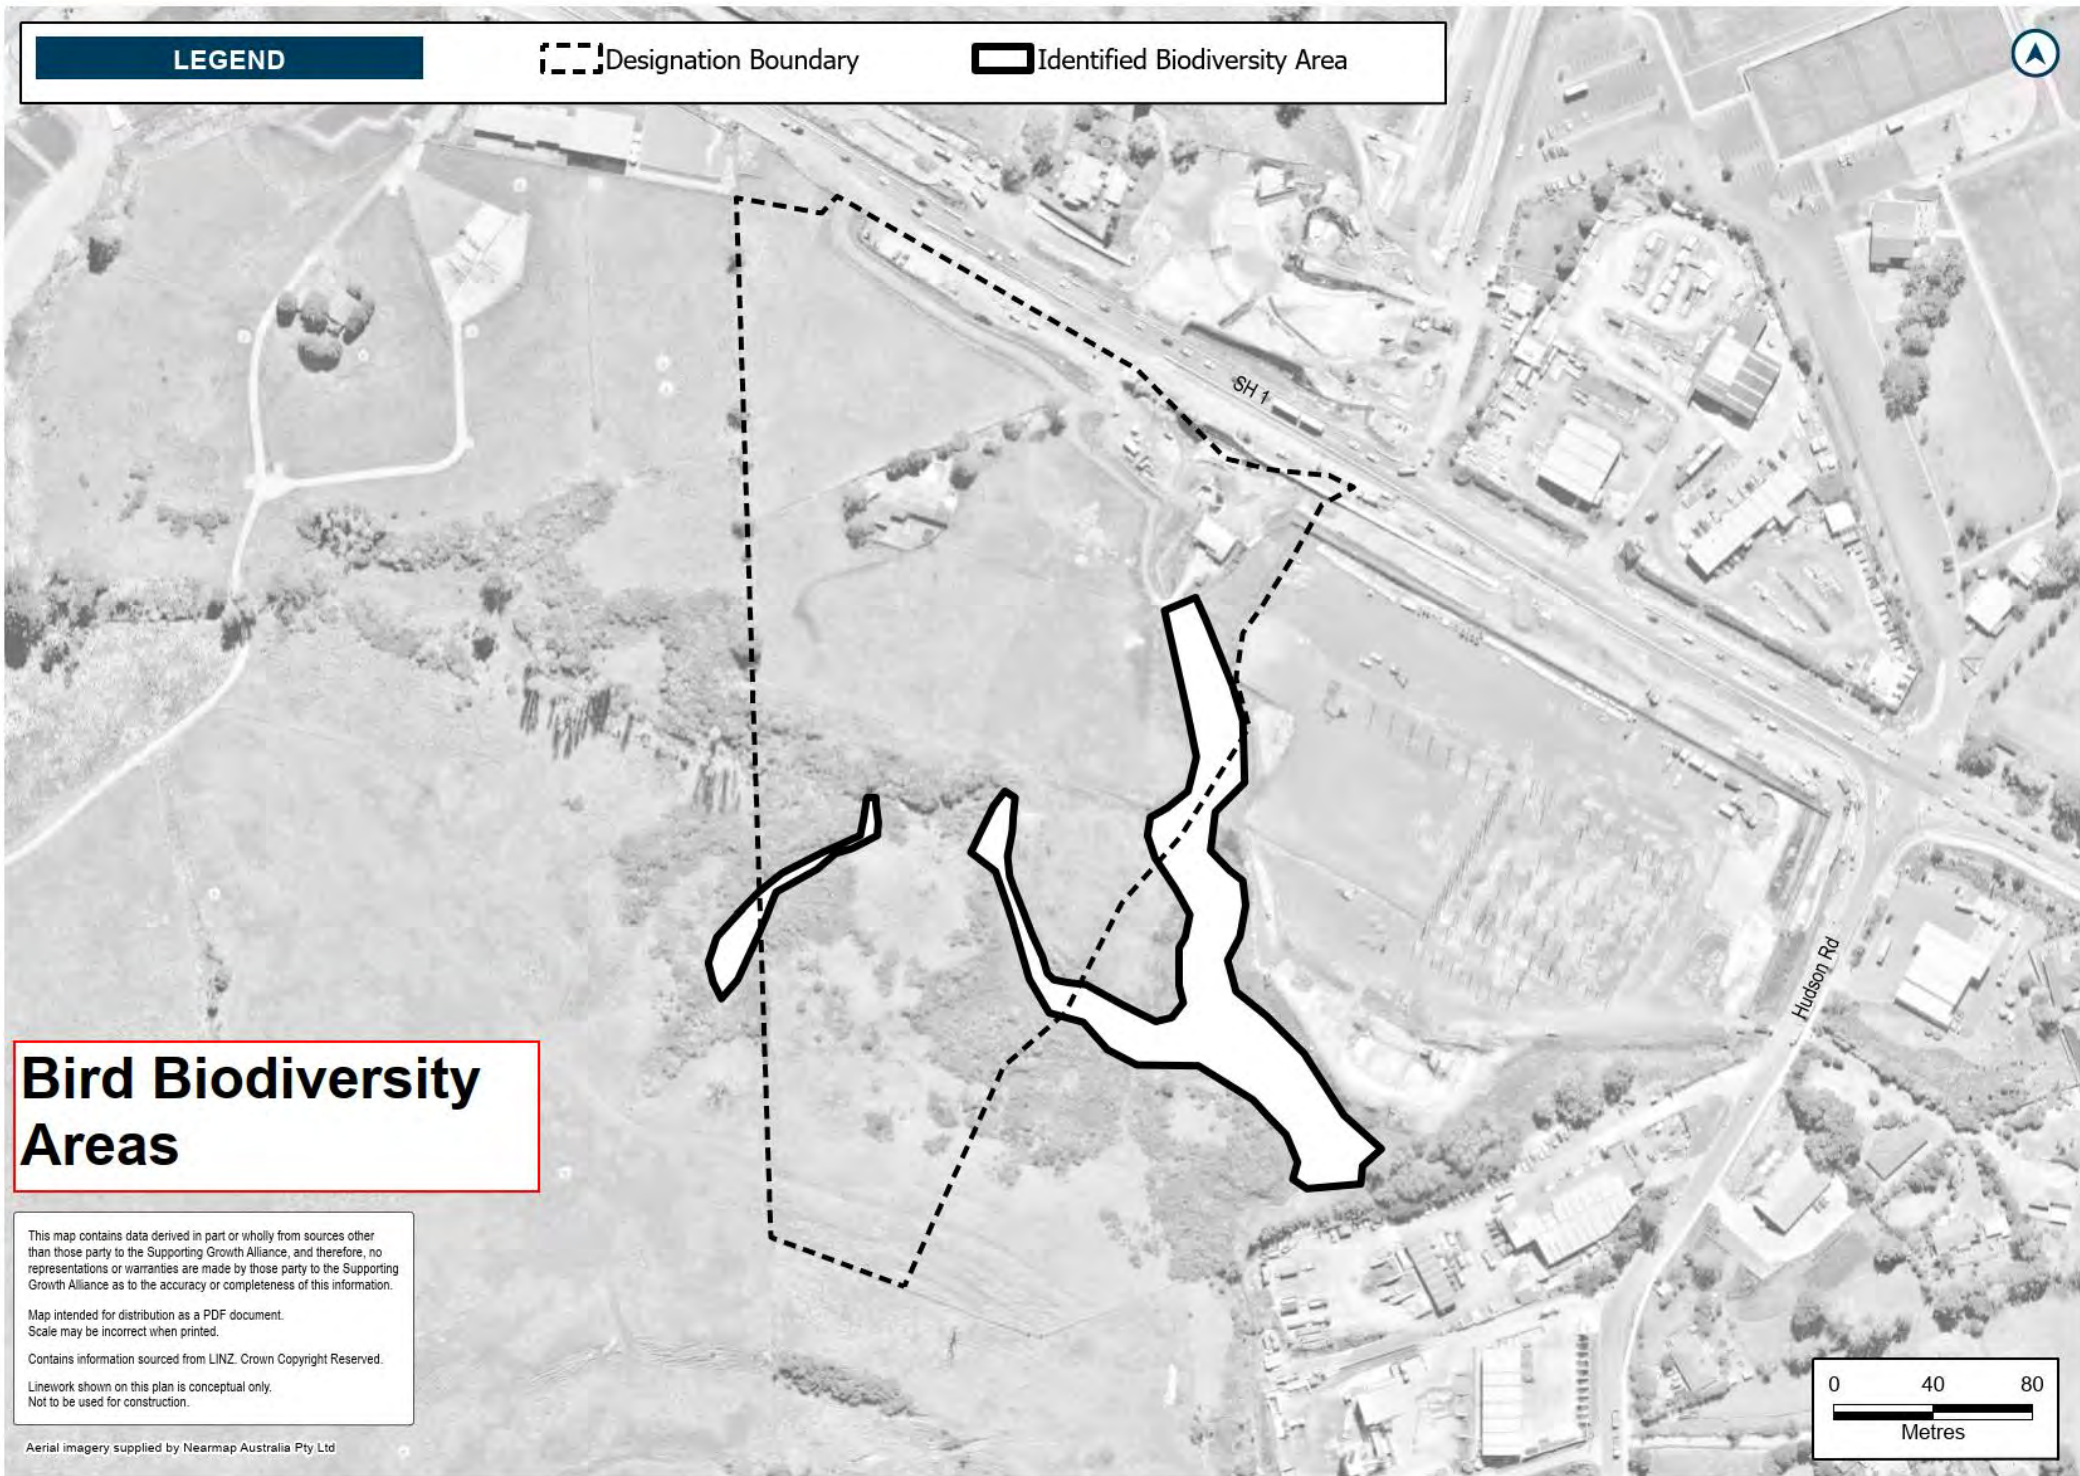 LEGEND
Designation Boundary
Identified Biodiversity Area
SH 1
Hudson Rd
Bird Biodiversity
Areas
This map contains data derived in part or wholly from sources other
than those party to the Supporting Growth Alliance, and therefore, no
representations or warranties are made by those party to the Supporting
Growth Alliance as to the accuracy or completeness of this information.
Map intended for distribution as a PDF document.
Scale may be incorrect when printed.
Contains information sourced from LINZ. Crown Copyright Reserved.
Linework shown on this plan is conceptual only.
Not to be used for construction.
Aerial imagery supplied by Nearmap Australia Pty Ltd
0 40 80
Metres